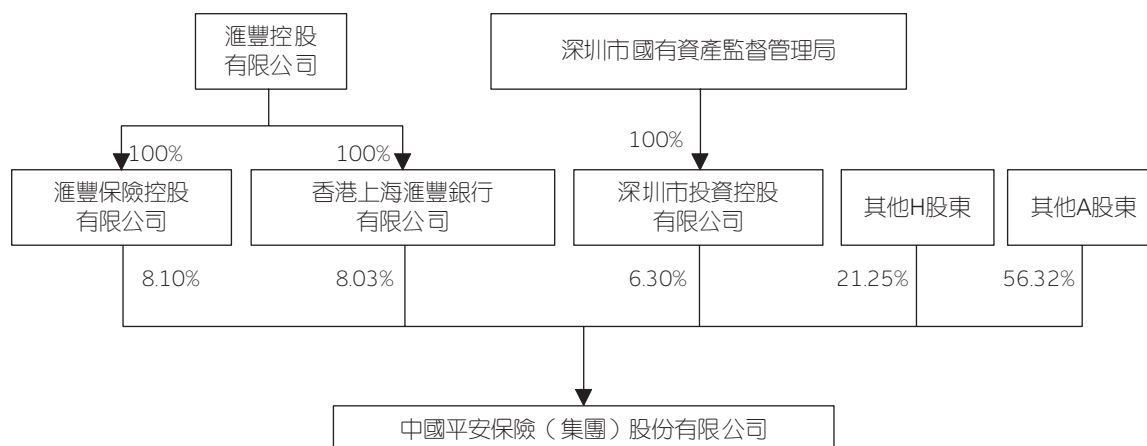 滙豐控股
有限公司
深圳市國有資產監督管理局
100%
100%
100%
滙豐保險控股
有限公司
香港上海滙豐銀行
有限公司
深圳市投資控股
有限公司
其他H股東
其他A股東
8.10%
8.03%
6.30%
21.25%
56.32%
中國平安保險（集團）股份有限公司